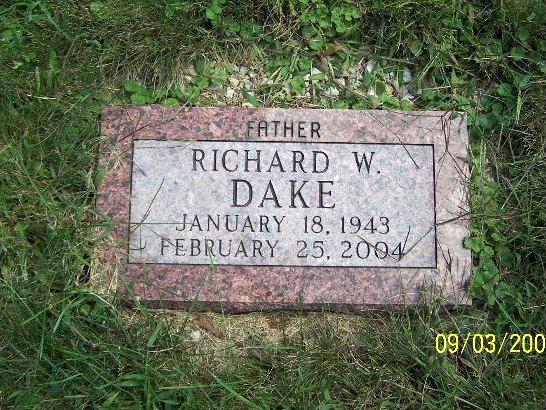 FATHER
RICHARD W.
DAKE
JANUARY 18, 1943
FEBRUARY 25, 2004
09/03/200